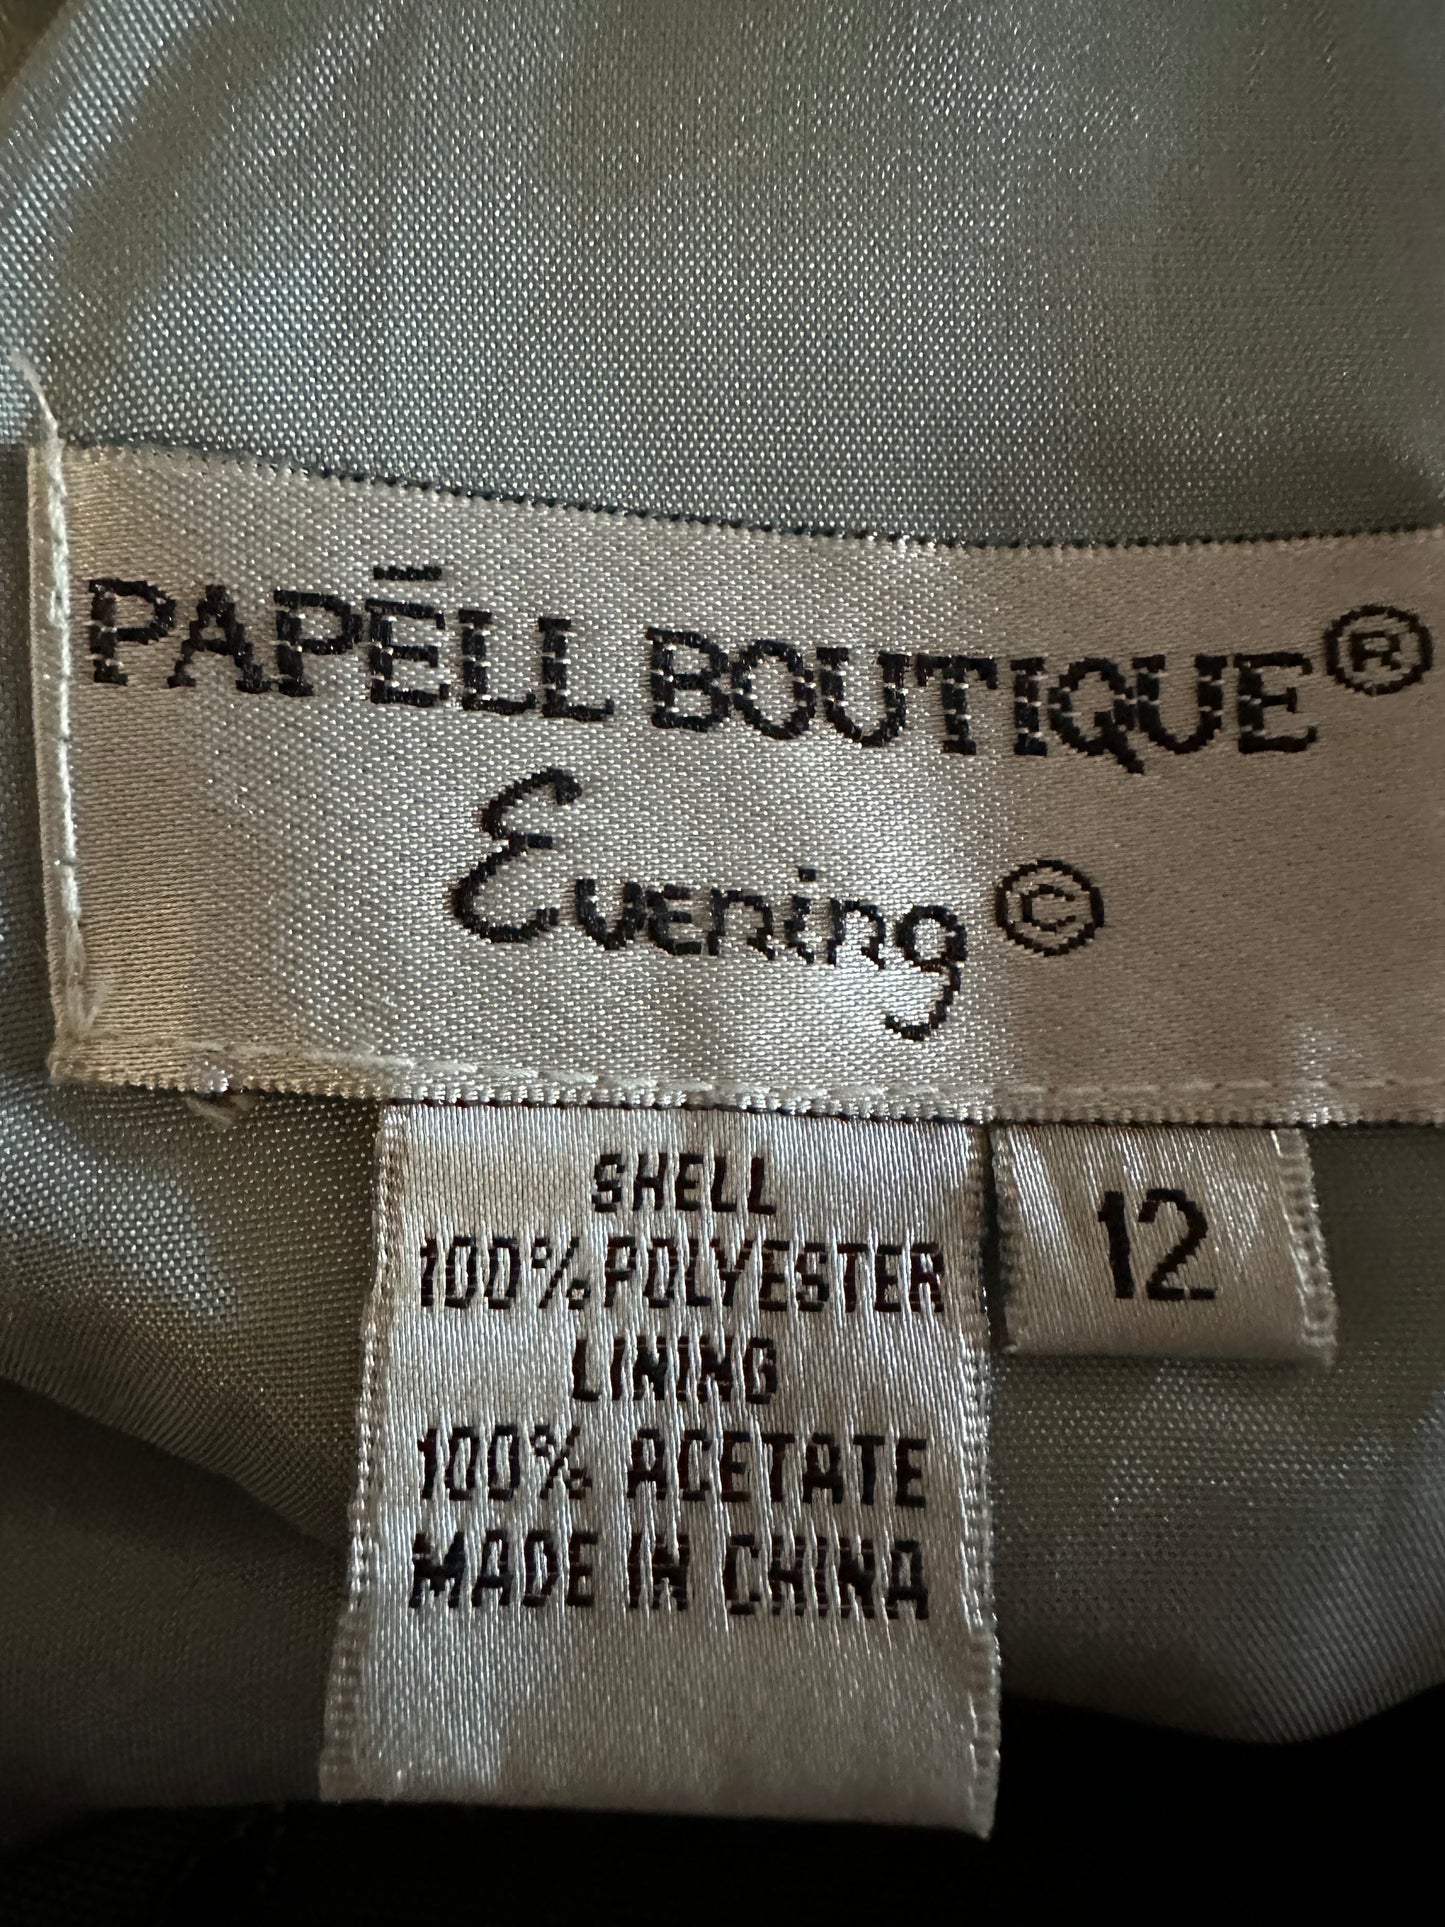 PAPĒLL BOUTIQUE®
Evening ©
SHELL
100% POLYESTER
LINING
100% ACETATE
MADE IN CHINA
12